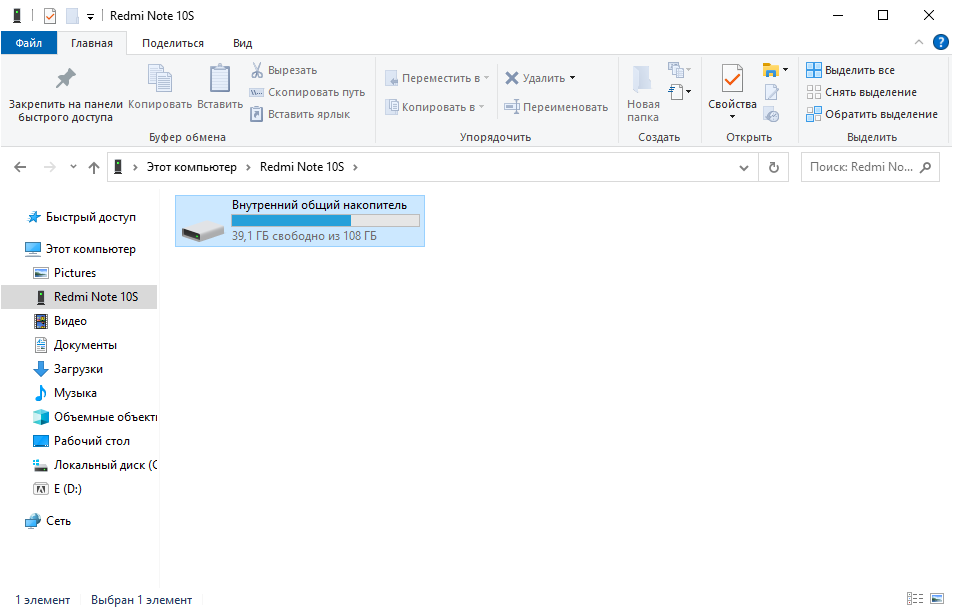 Redmi Note 10S
Файл Главная Поделиться Вид
Закрепить на панели быстрого доступа
Копировать
Вставить
Вырезать
Скопировать путь
Вставить ярлык
Буфер обмена
Переместить в
Копировать в
Удалить
Переименовать
Упорядочить
Новая папка
Создать
Свойства
Открыть
Выделить все
Снять выделение
Обратить выделение
Выделить
Этот компьютер > Redmi Note 10S >
Поиск: Redmi No...
Быстрый доступ
Этот компьютер
Pictures
Redmi Note 10S
Видео
Документы
Загрузки
Музыка
Объемные объекты
Рабочий стол
Локальный диск (C
E (D:)
Сеть
Внутренний общий накопитель
39,1 ГБ свободно из 108 ГБ
1 элемент Выбран 1 элемент